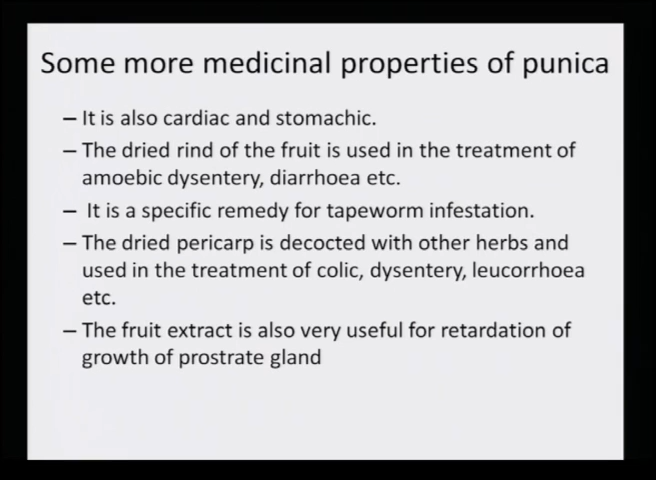 Some more medicinal properties of punica
– It is also cardiac and stomachic.
– The dried rind of the fruit is used in the treatment of
amoebic dysentery, diarrhoea etc.
– It is a specific remedy for tapeworm infestation.
– The dried pericarp is decocted with other herbs and
used in the treatment of colic, dysentery, leucorrhoea
etc.
– The fruit extract is also very useful for retardation of
growth of prostrate gland